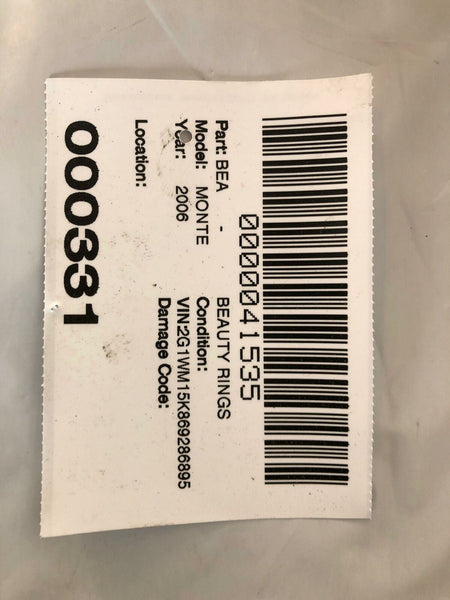 0000041535
Part: BEA - BEAUTY RINGS
Model: MONTE Condition:
Year: 2006 VIN:2G1WM15K869286895
Damage Code:
Location:
000331